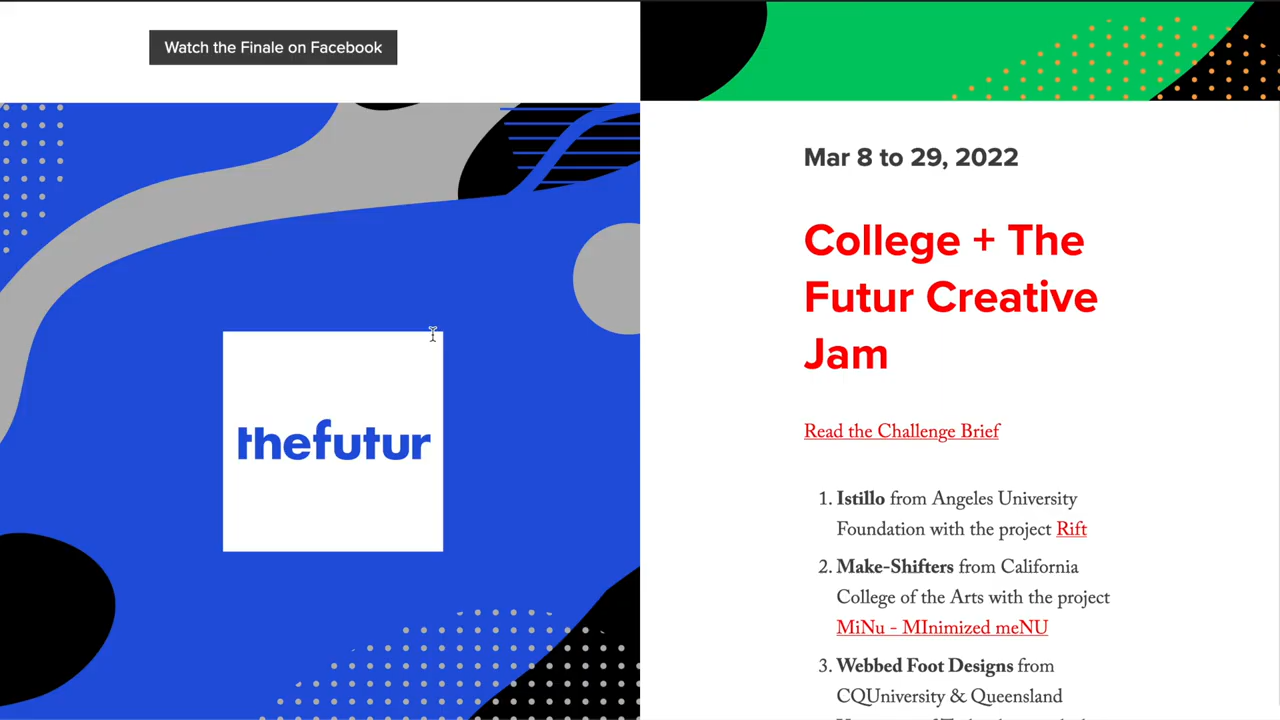 Watch the Finale on Facebook
thefutur
Mar 8 to 29, 2022
College + The
Futur Creative
Jam
Read the Challenge Brief
1. Istillo from Angeles University
Foundation with the project Rift
2. Make-Shifters from California
College of the Arts with the project
MiNu - MInimized meNU
3. Webbed Foot Designs from
CQUniversity & Queensland